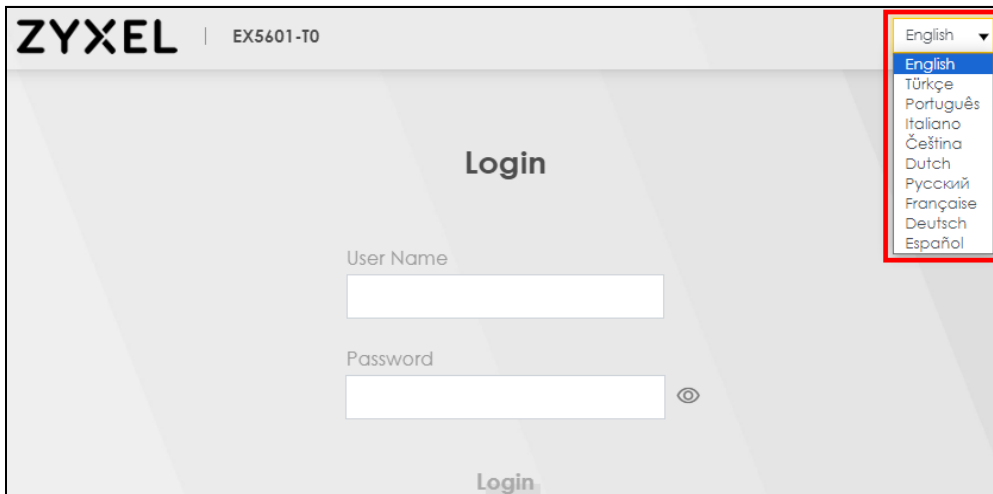 ZYXEL | EX5601-T0
English
English
Türkçe
Português
Italiano
Čeština
Dutch
Русский
Française
Deutsch
Español
Login
User Name
Password
Login